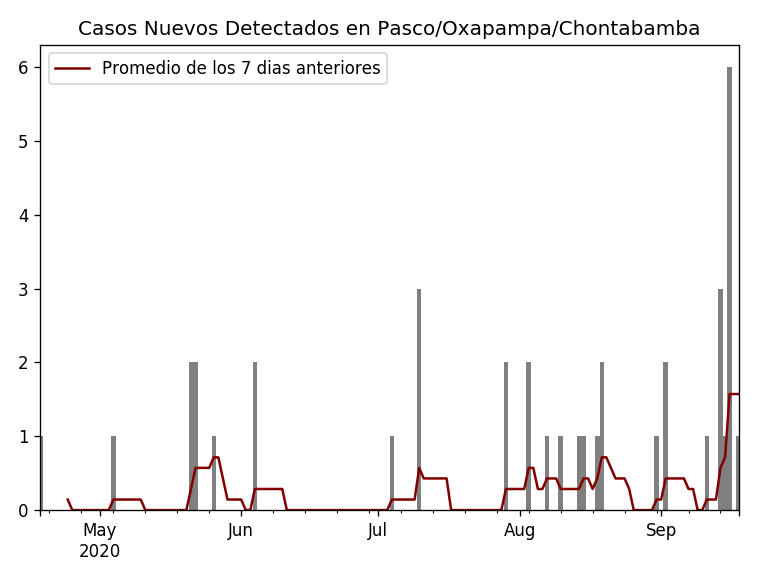 Casos Nuevos Detectados en Pasco/Oxapampa/Chontabamba
Promedio de los 7 dias anteriores
6
5
4
3
2
1
0
May Jun Jul Aug Sep
2020